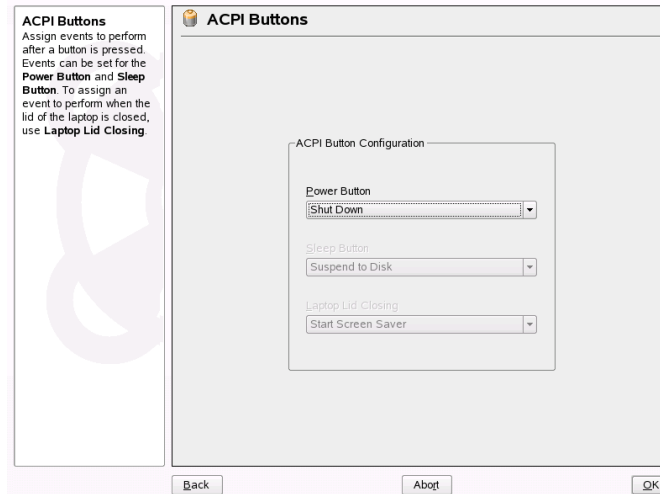 ACPI Buttons
Assign events to perform
after a button is pressed.
Events can be set for the
Power Button and Sleep
Button. To assign an
event to perform when the
lid of the laptop is closed,
use Laptop Lid Closing.
ACPI Buttons
ACPI Button Configuration
Power Button
Shut Down
Sleep Button
Suspend to Disk
Laptop Lid Closing
Start Screen Saver
Back
Abort
OK